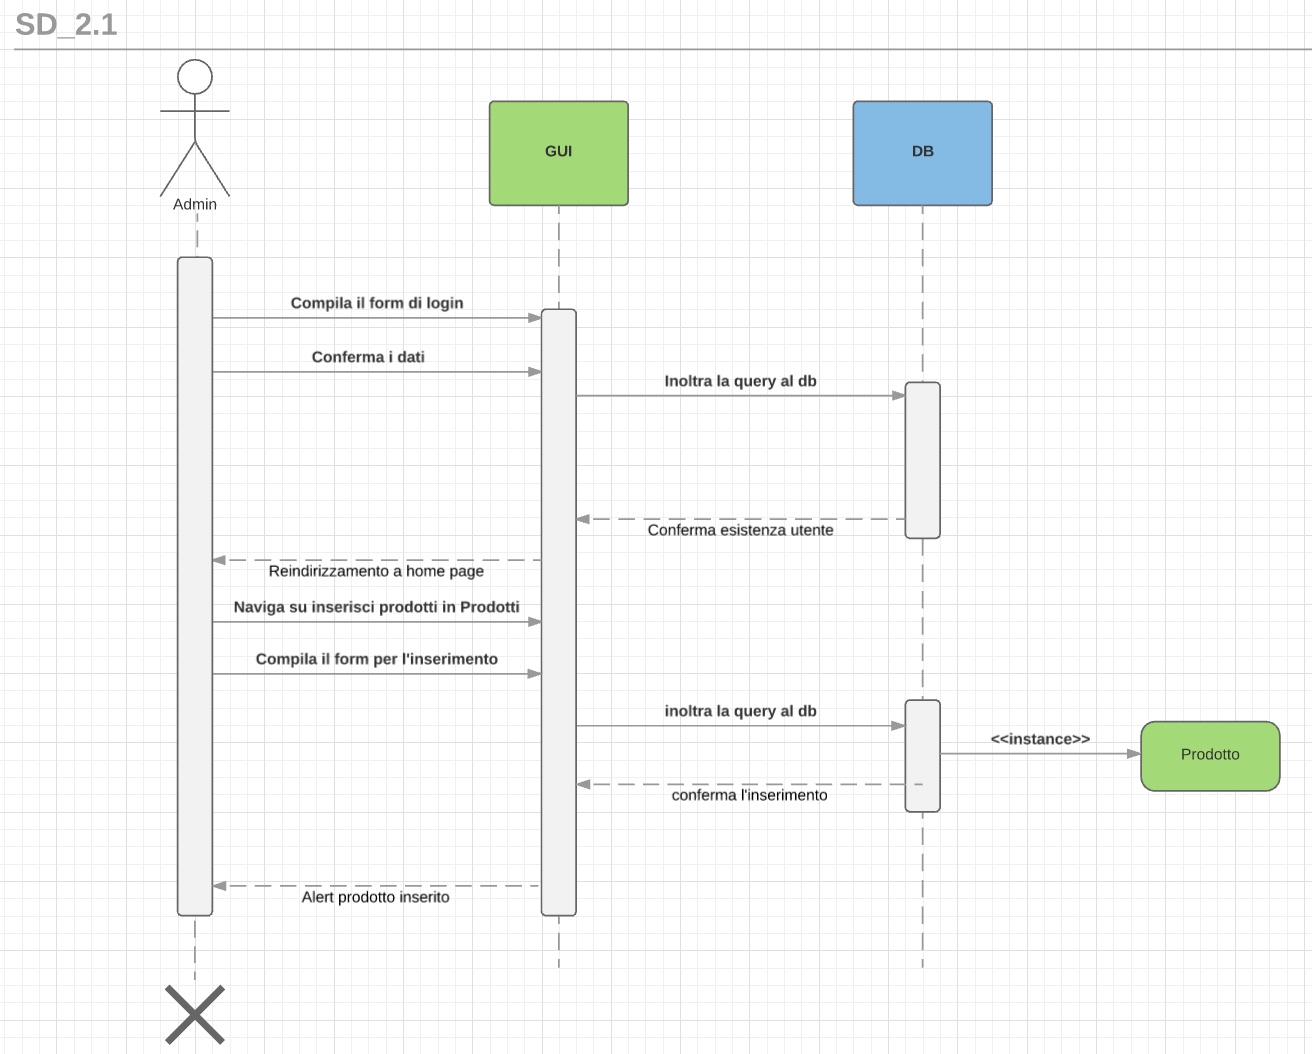 SD_2.1
Admin
GUI
DB
Compila il form di login
Conferma i dati
Inoltra la query al db
Conferma esistenza utente
Reindirizzamento a home page
Naviga su inserisci prodotti in Prodotti
Compila il form per l'inserimento
inoltra la query al db
<<instance>>
Prodotto
conferma l'inserimento
Alert prodotto inserito